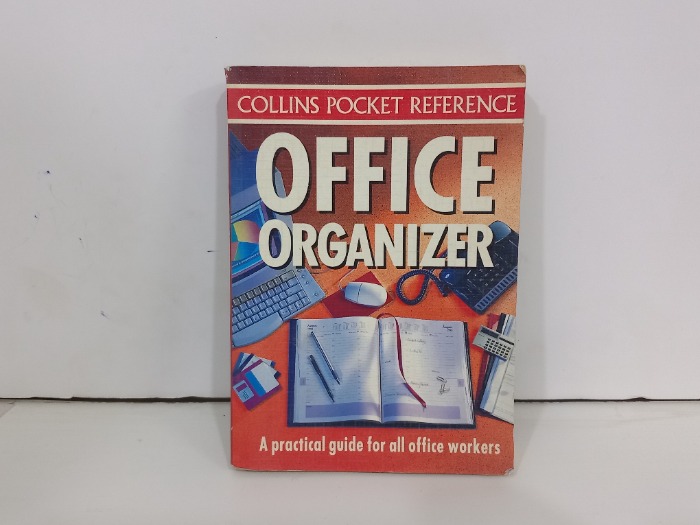 COLLINS POCKET REFERENCE
OFFICE
ORGANIZER
A practical guide for all office workers